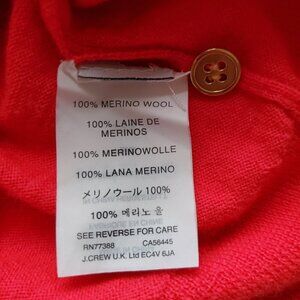 100% MERINO WOOL
100% LAINE DE
MERINOS
100% MERINOWOLLE
100% LANA MERINO
メリノウール 100%
100% 메리노 울
SEE REVERSE FOR CARE
RN77388 CA56445
J.CREW U.K. Ltd EC4V 6JA